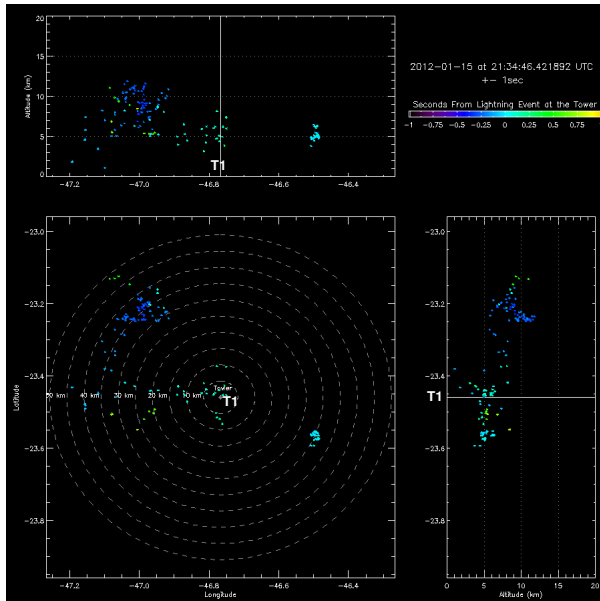 20
15
10
5
0
Altitude (km)
-47.2
-47.0
-46.8
-46.6
-46.4
T1
2012-01-15 at 21:34:46.421892 UTC
+- 1sec
Seconds From Lightning Event at the Tower
-1 -0.75 -0.5 -0.25 0 0.25 0.5 0.75 1
-23.0
-23.2
-23.4
-23.6
-23.8
Latitude
40 km 30 km 20 km 10 km
Tower
T1
-47.2 -47.0 -46.8 -46.6 -46.4
Longitude
-23.0
-23.2
-23.4
T1
-23.6
-23.8
0 5 10 15 20
Altitude (km)